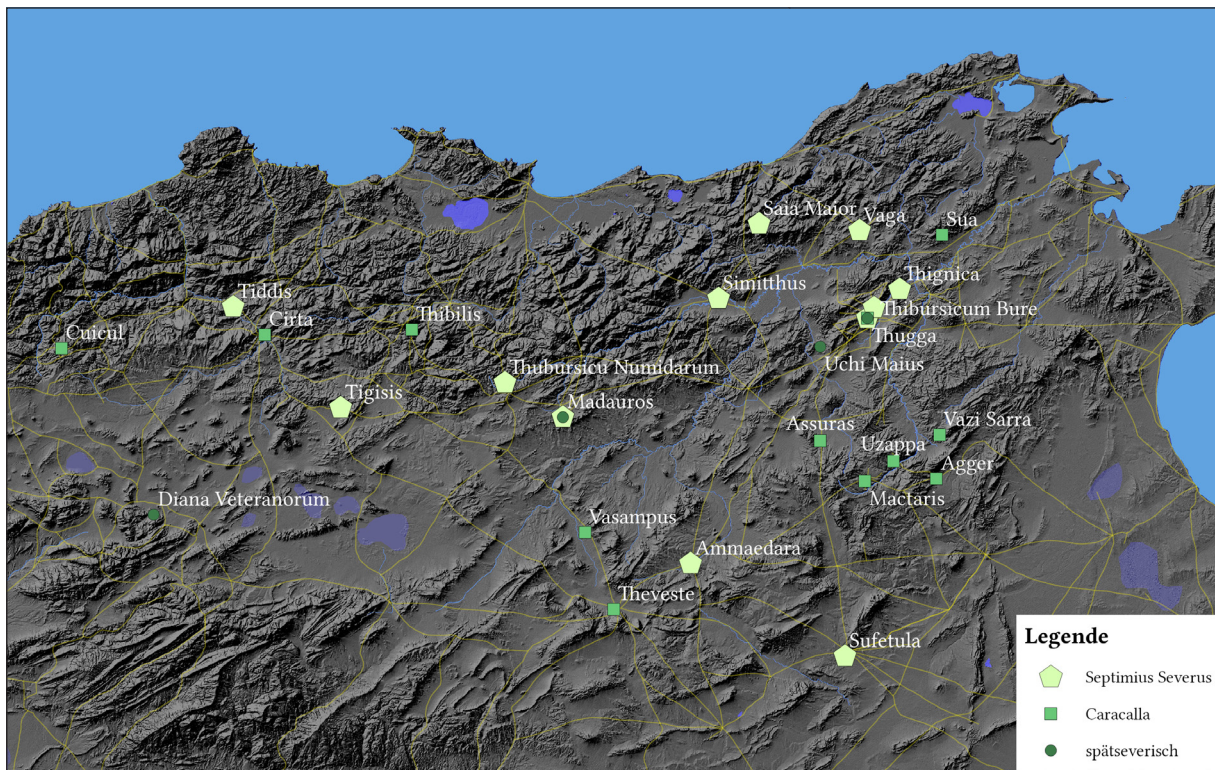 Saia Maior
Vaga
Sua
Thignica
Simitthus
Tiddis
Thibursicum Bure
Cirta
Thibilis
Thugga
Cuicul
Uchi Maius
Thubursicu Numidarum
Tigisis
Madauros
Assuras
Vazi Sarra
Uzappa
Agger
Mactaris
Diana Veteranorum
Vasampus
Ammaedara
Theveste
Sufetula
Legende
Septimius Severus
Caracalla
spätseverisch